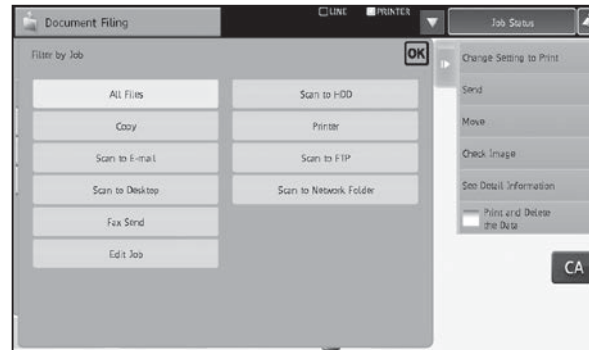 Document Filing
LINE PRINTER
Job Status
Filter by Job
OK
All Files
Scan to HDD
Copy
Printer
Scan to E-mail
Scan to FTP
Scan to Desktop
Scan to Network Folder
Fax Send
Edit Job
Change Setting to Print
Send
Move
Check Image
See Detail Information
Print and Delete
the Data
CA